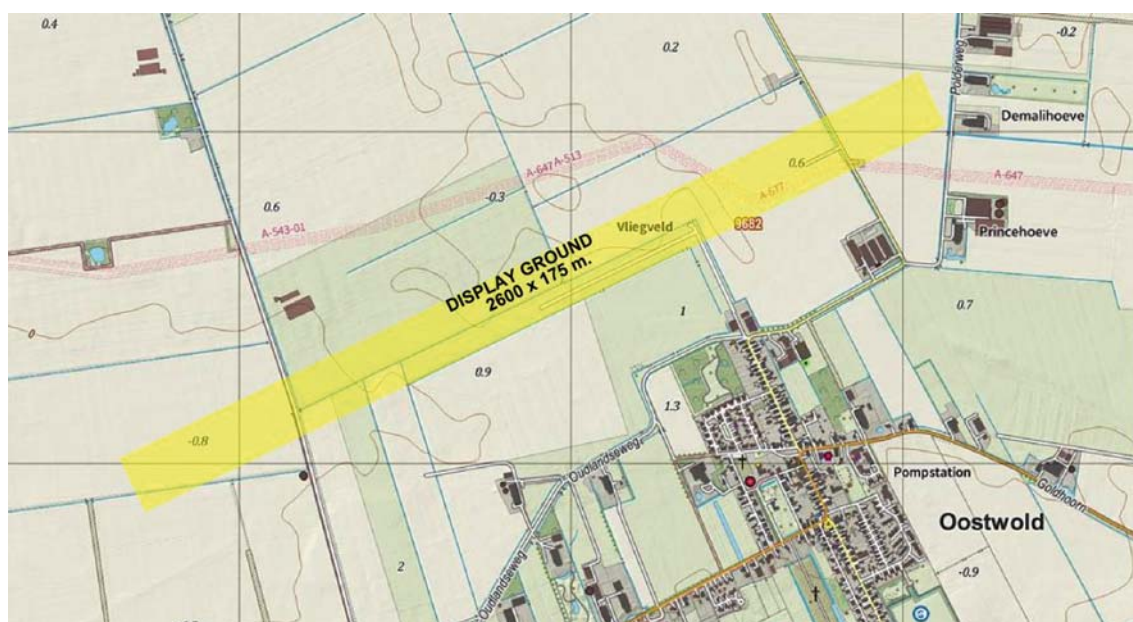 0.4
0.2
-0.2
Polderweg
Demalihoeve
A-647
A-513
0.6
-0.3
A-677
A-647
0.6
A-543-01
Vliegveld
9682
Princehoeve
DISPLAY GROUND
2600 x 175 m.
0
1
0.7
0.9
1.3
-0.8
Oudlandseweg
Pompstation
Goldhoorn
Oostwold
2
-0.9
Oudlandseweg